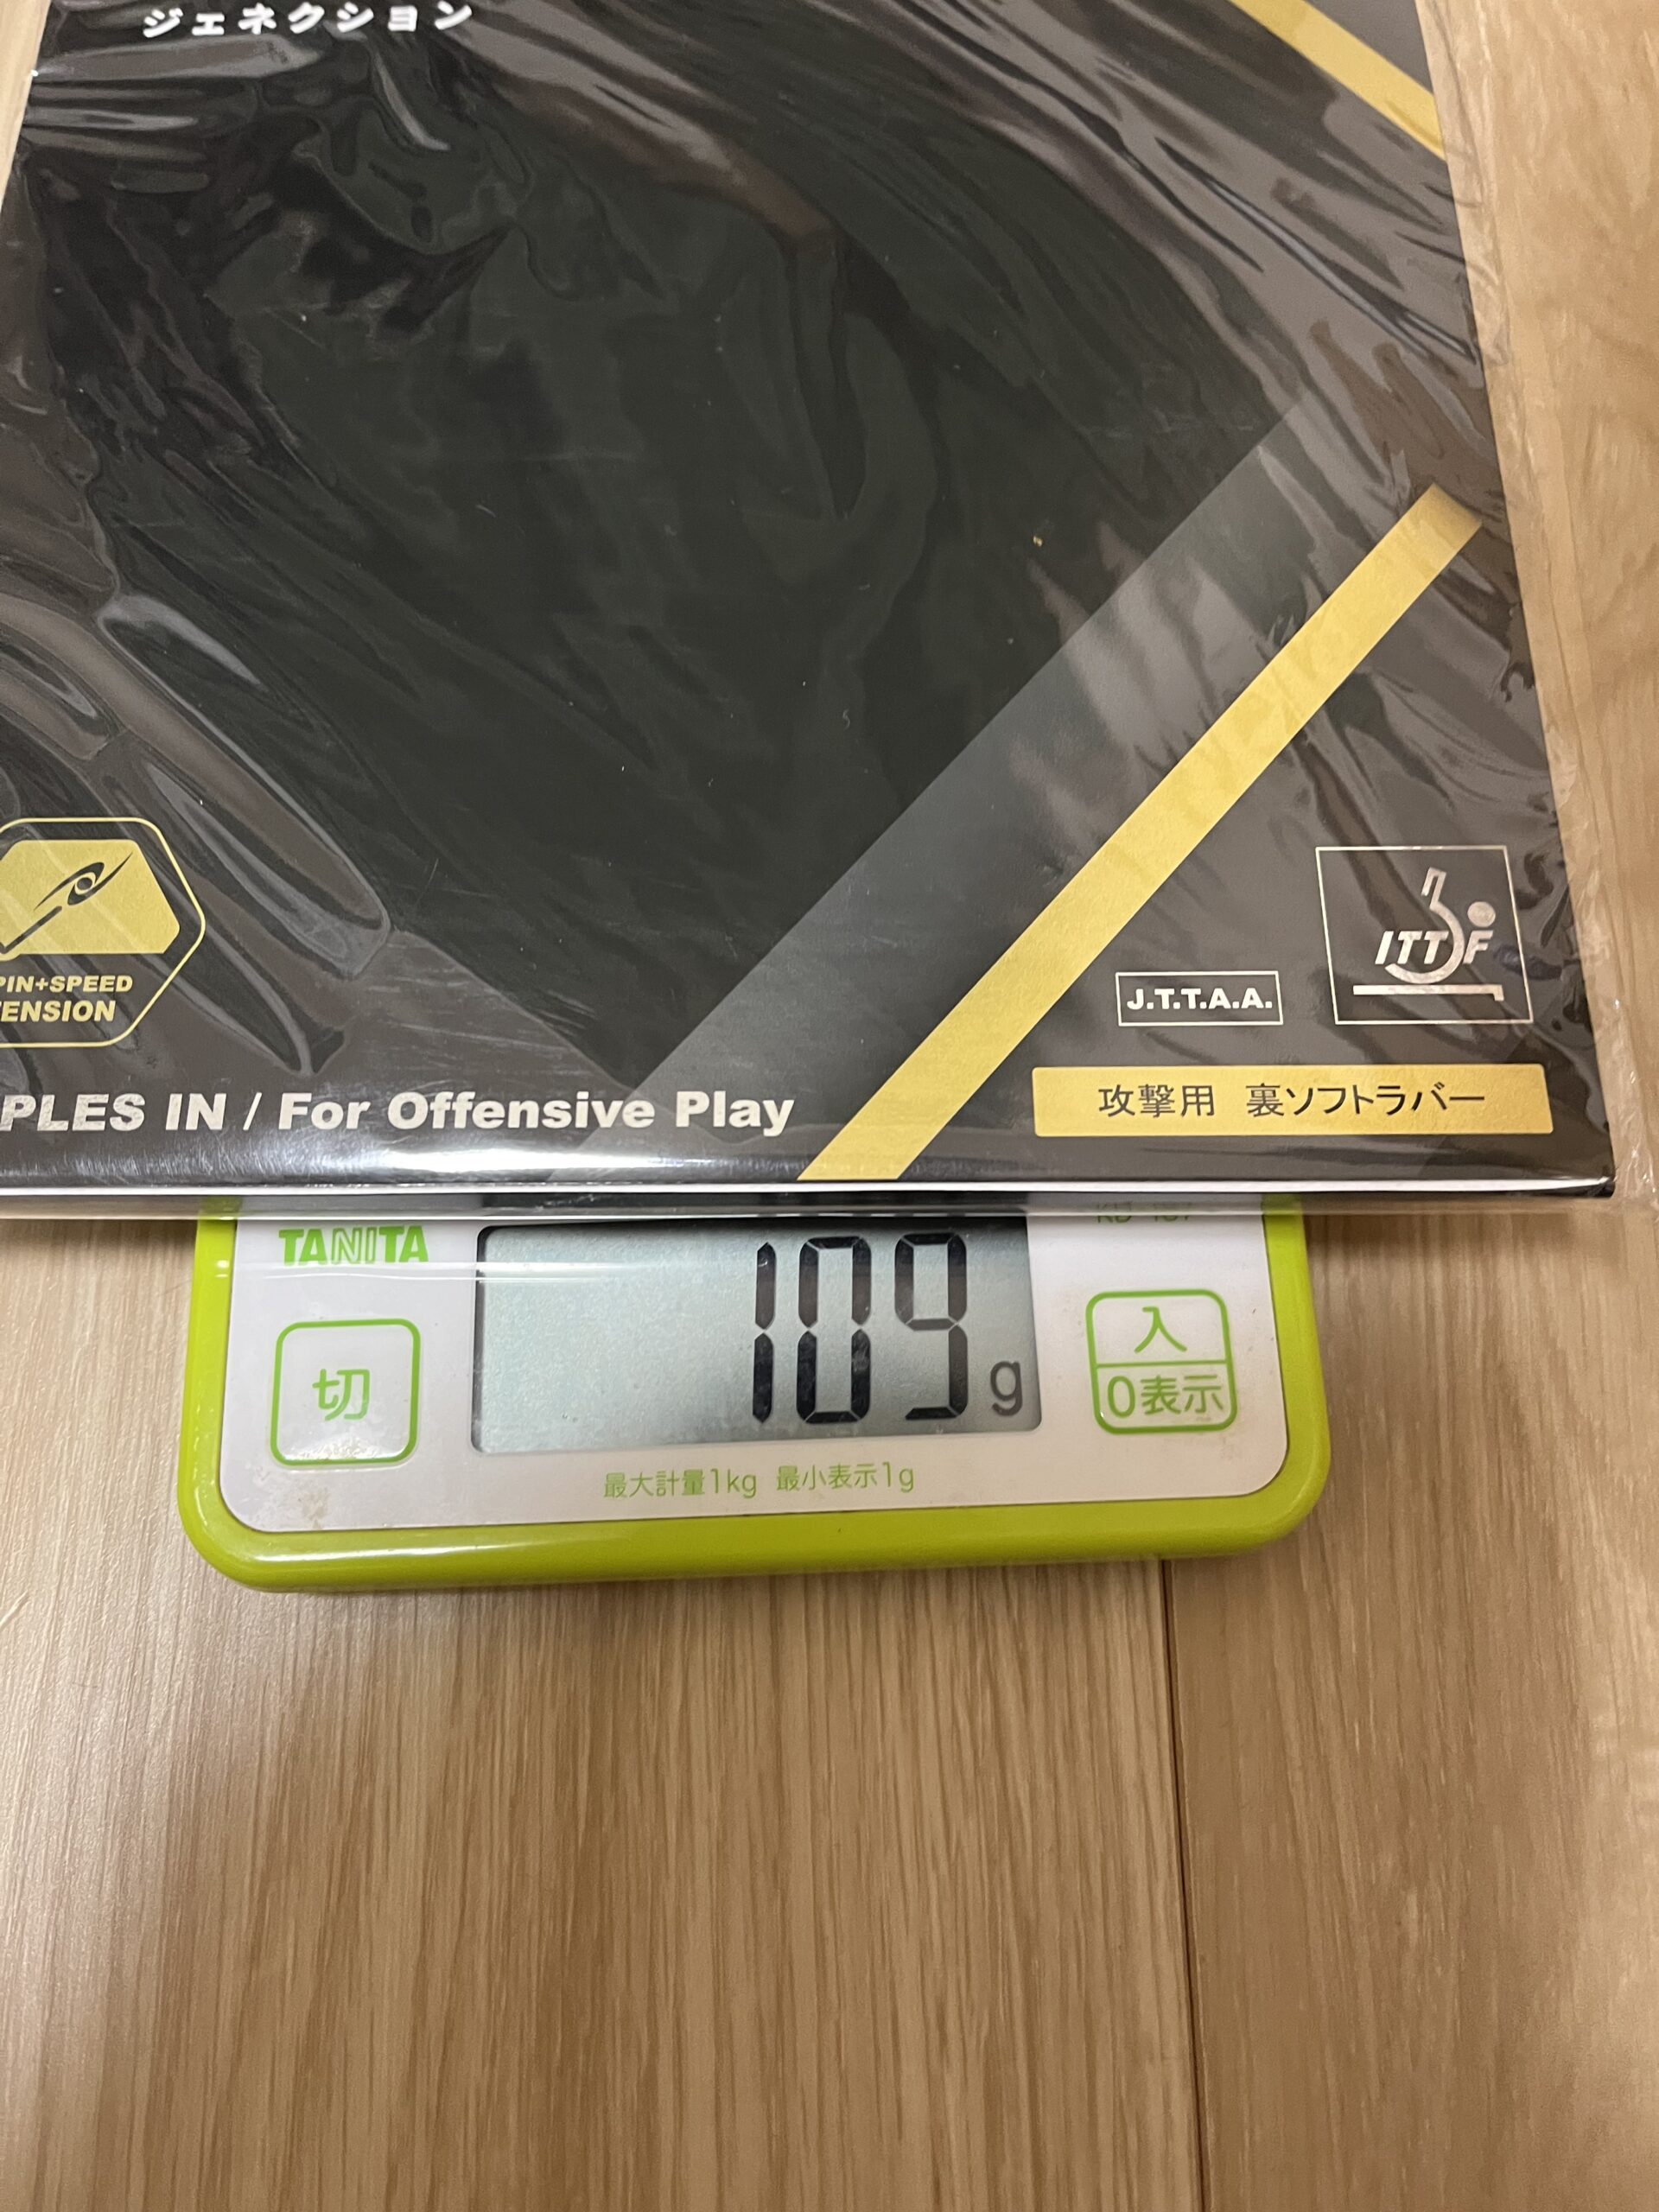 ジェネクション
PIN+SPEED
ENSION
PLES IN / For Offensive Play
J.T.T.A.A.
ITTF
攻撃用 裏ソフトラバー
TANITA
109 g
切
入
0表示
最大計量1kg 最小表示1g